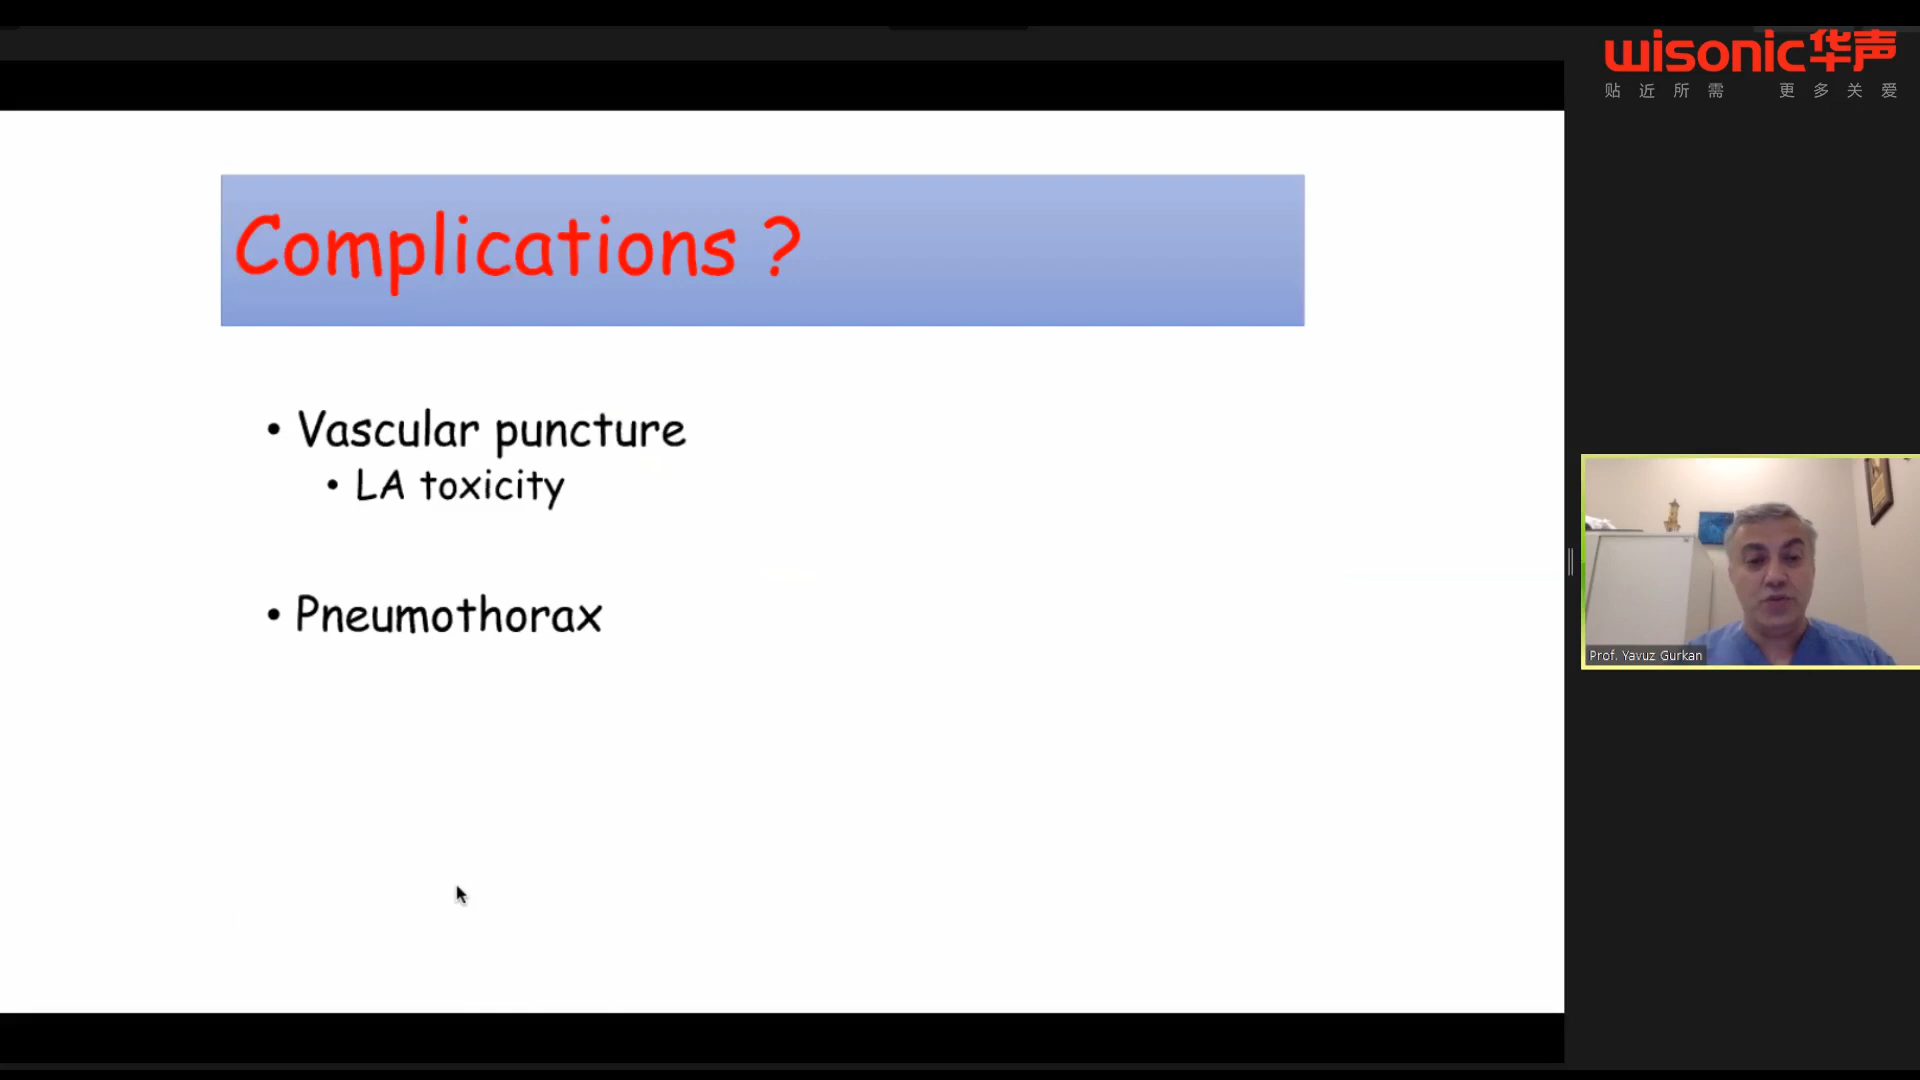 wisonic华声
贴近所需 更多关爱
Complications ?
• Vascular puncture
• LA toxicity
• Pneumothorax
Prof. Yavuz Gurkan